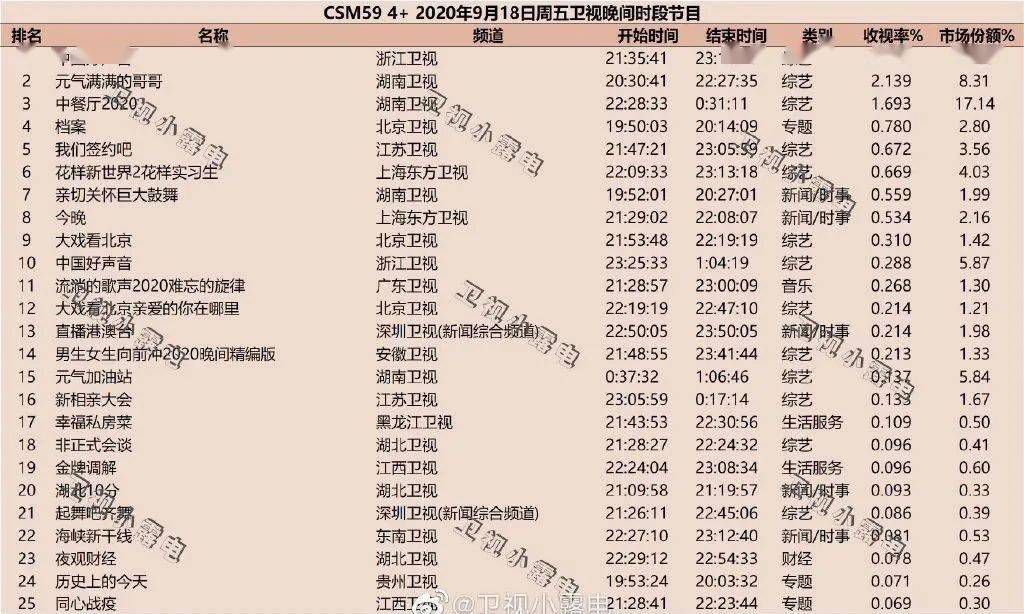 CSM59 4+ 2020年9月18日周五卫视晚间时段节目
排名 名称 频道 开始时间 结束时间 类别 收视率% 市场份额%
浙江卫视 21:35:41
2 元气满满的哥哥 湖南卫视 20:30:41 22:27:35 综艺 2.139 8.31
3 中餐厅2020 湖南卫视 22:28:33 0:31:11 综艺 1.693 17.14
4 档案 北京卫视 19:50:03 20:14:09 专题 0.780 2.80
5 我们签约吧 江苏卫视 21:47:21 23:05:59 综艺 0.672 3.56
6 花样新世界2花样实习生 上海东方卫视 22:09:33 23:13:18 综艺 0.669 4.03
7 亲切关怀巨大鼓舞 湖南卫视 19:52:01 20:27:01 新闻/时事 0.559 1.99
8 今晚 上海东方卫视 21:29:02 22:08:07 新闻/时事 0.534 2.16
9 大戏看北京 北京卫视 21:53:48 22:19:19 综艺 0.310 1.42
10 中国好声音 浙江卫视 23:25:33 1:04:19 综艺 0.288 5.87
11 流淌的歌声2020难忘的旋律 广东卫视 21:28:57 23:00:09 音乐 0.268 1.30
12 大戏看北京亲爱的你在哪里 北京卫视 22:19:19 22:47:10 综艺 0.214 1.21
13 直播港澳台 深圳卫视(新闻综合频道) 22:50:05 23:50:05 新闻/时事 0.214 1.98
14 男生女生向前冲2020晚间精编版 安徽卫视 21:48:55 23:41:44 综艺 0.213 1.33
15 元气加油站 湖南卫视 0:37:32 1:06:46 综艺 0.137 5.84
16 新相亲大会 江苏卫视 23:05:59 0:17:14 综艺 0.133 1.67
17 幸福私房菜 黑龙江卫视 21:43:53 22:30:56 生活服务 0.109 0.50
18 非正式会谈 湖北卫视 21:28:27 22:24:32 综艺 0.096 0.41
19 金牌调解 江西卫视 22:24:04 23:08:34 生活服务 0.096 0.60
20 湖北10分 湖北卫视 21:09:58 21:19:57 新闻/时事 0.093 0.33
21 起舞吧齐舞 深圳卫视(新闻综合频道) 21:26:11 22:45:06 综艺 0.086 0.39
22 海峡新干线 东南卫视 22:27:10 23:12:40 新闻/时事 0.081 0.53
23 夜观财经 湖北卫视 22:29:12 22:54:33 财经 0.078 0.47
24 历史上的今天 贵州卫视 19:53:24 20:03:32 专题 0.071 0.26
25 同心战疫 江西卫视 21:28:41 22:23:44 专题 0.069 0.30
卫视小露电
卫视小露电
卫视小露电
卫视小露电
卫视小露电
卫视小露电
卫视小露电
卫视小露电
卫视小露电
@卫视小露电